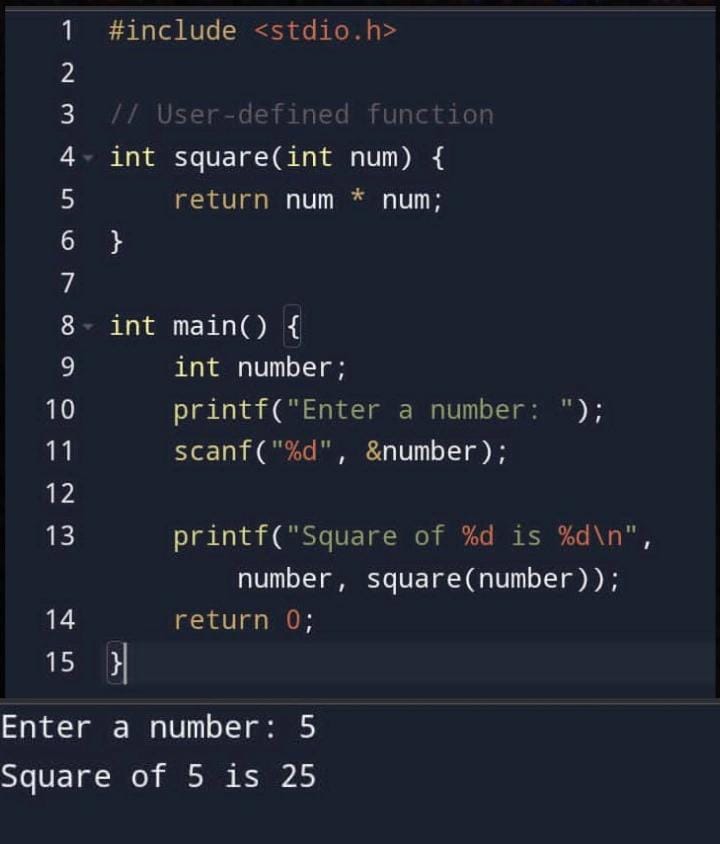 1 #include <stdio.h>
2
3 // User-defined function
4 int square(int num) {
5     return num * num;
6 }
7
8 int main() {
9     int number;
10     printf("Enter a number: ");
11     scanf("%d", &number);
12
13     printf("Square of %d is %d\n",
        number, square(number));
14     return 0;
15 }
Enter a number: 5
Square of 5 is 25